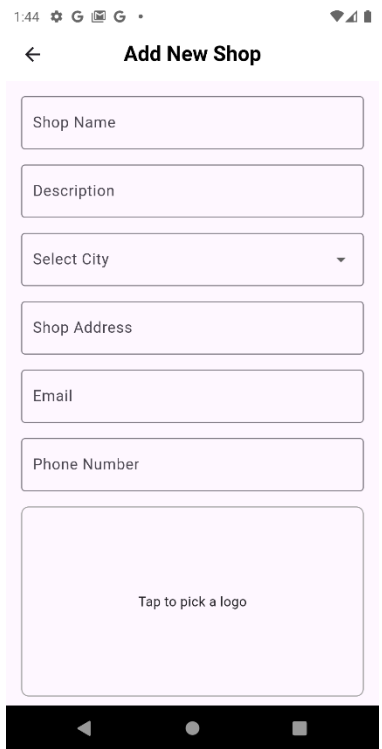 1:44
Add New Shop
Shop Name
Description
Select City
Shop Address
Email
Phone Number
Tap to pick a logo